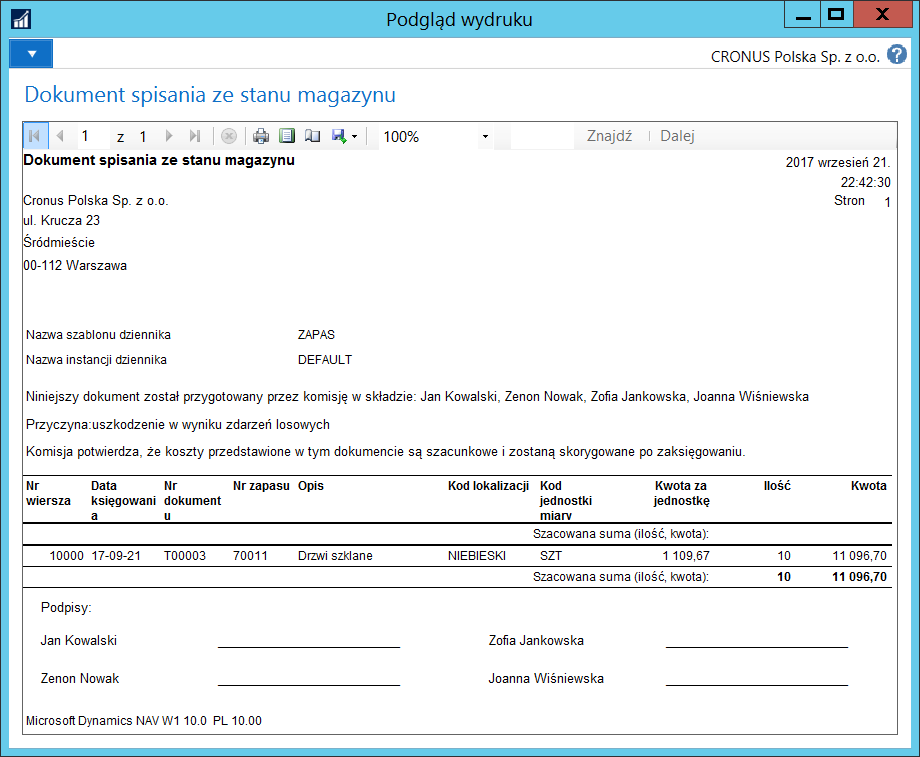 Podgląd wydruku
CRONUS Polska Sp. z o.o. ?
Dokument spisania ze stanu magazynu
1 z 1 100% Znajdź | Dalej
Dokument spisania ze stanu magazynu
2017 wrzesień 21.
22:42:30
Stron 1
Cronus Polska Sp. z o.o.
ul. Krucza 23
Śródmieście
00-112 Warszawa
Nazwa szablonu dziennika ZAPAS
Nazwa instancji dziennika DEFAULT
Niniejszy dokument został przygotowany przez komisję w składzie: Jan Kowalski, Zenon Nowak, Zofia Jankowska, Joanna Wiśniewska
Przyczyna:uszkodzenie w wyniku zdarzeń losowych
Komisja potwierdza, że koszty przedstawione w tym dokumencie są szacunkowe i zostaną skorygowane po zaksięgowaniu.
Nr Data Nr Nr zapasu Opis Kod lokalizacji Kod Kwota za Ilość Kwota
wiersza księgowani dokument jednostki jednostkę
a u miary
Szacowana suma (ilość, kwota):
10000 17-09-21 T00003 70011 Drzwi szklane NIEBIESKI SZT 1 109,67 10 11 096,70
Szacowana suma (ilość, kwota): 10 11 096,70
Podpisy:
Jan Kowalski Zofia Jankowska
Zenon Nowak Joanna Wiśniewska
Microsoft Dynamics NAV W1 10.0 PL 10.00